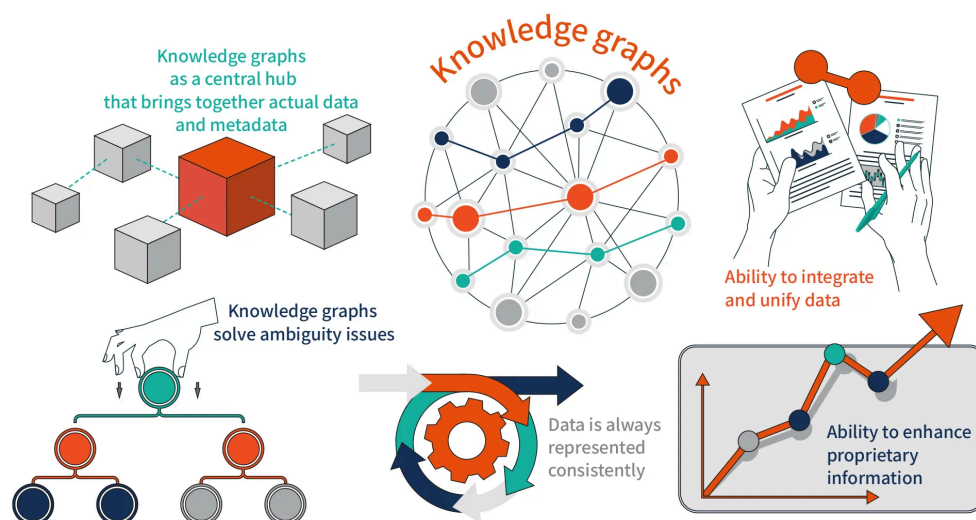 Knowledge graphs
as a central hub
that brings together actual data
and metadata
Knowledge graphs
Ability to integrate
and unify data
Knowledge graphs
solve ambiguity issues
Data is always
represented
consistently
Ability to enhance
proprietary
information